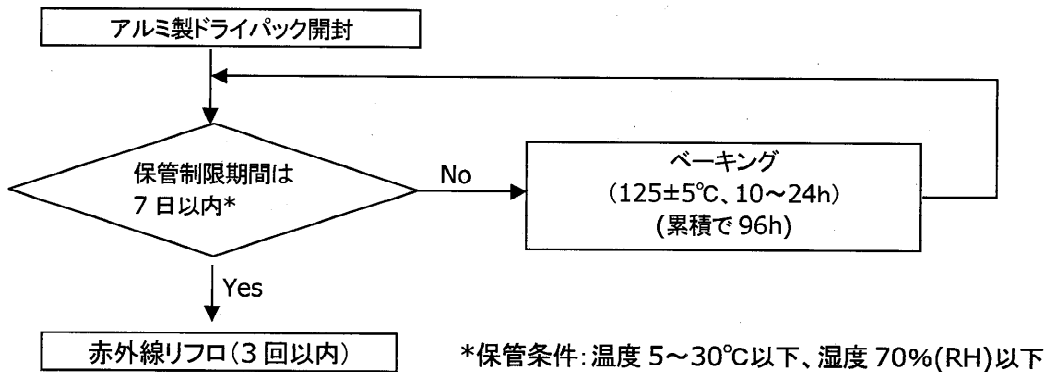 アルミ製ドライパック開封
保管制限期間は
7日以内*
No
ベーキング
(125±5℃、10～24h)
(累積で96h)
Yes
赤外線リフロ(3回以内)
*保管条件:温度5～30℃以下、湿度70%(RH)以下